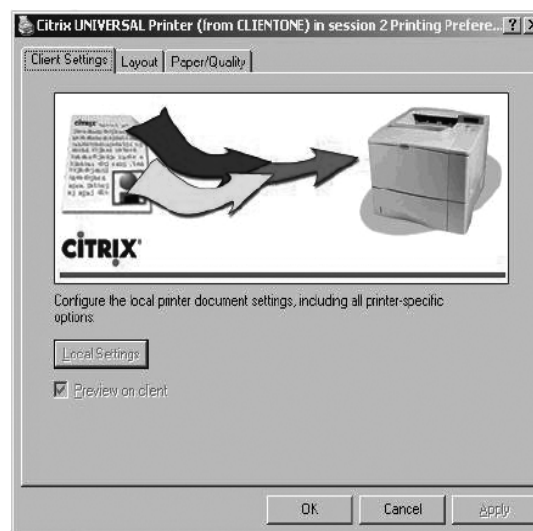 Citrix UNIVERSAL Printer (from CLIENTONE) in session 2 Printing Prefere...
Client Settings Layout Paper/Quality
CITRIX
Configure the local printer document settings, including all printer-specific
options.
Local Settings
Preview on client
OK Cancel Apply